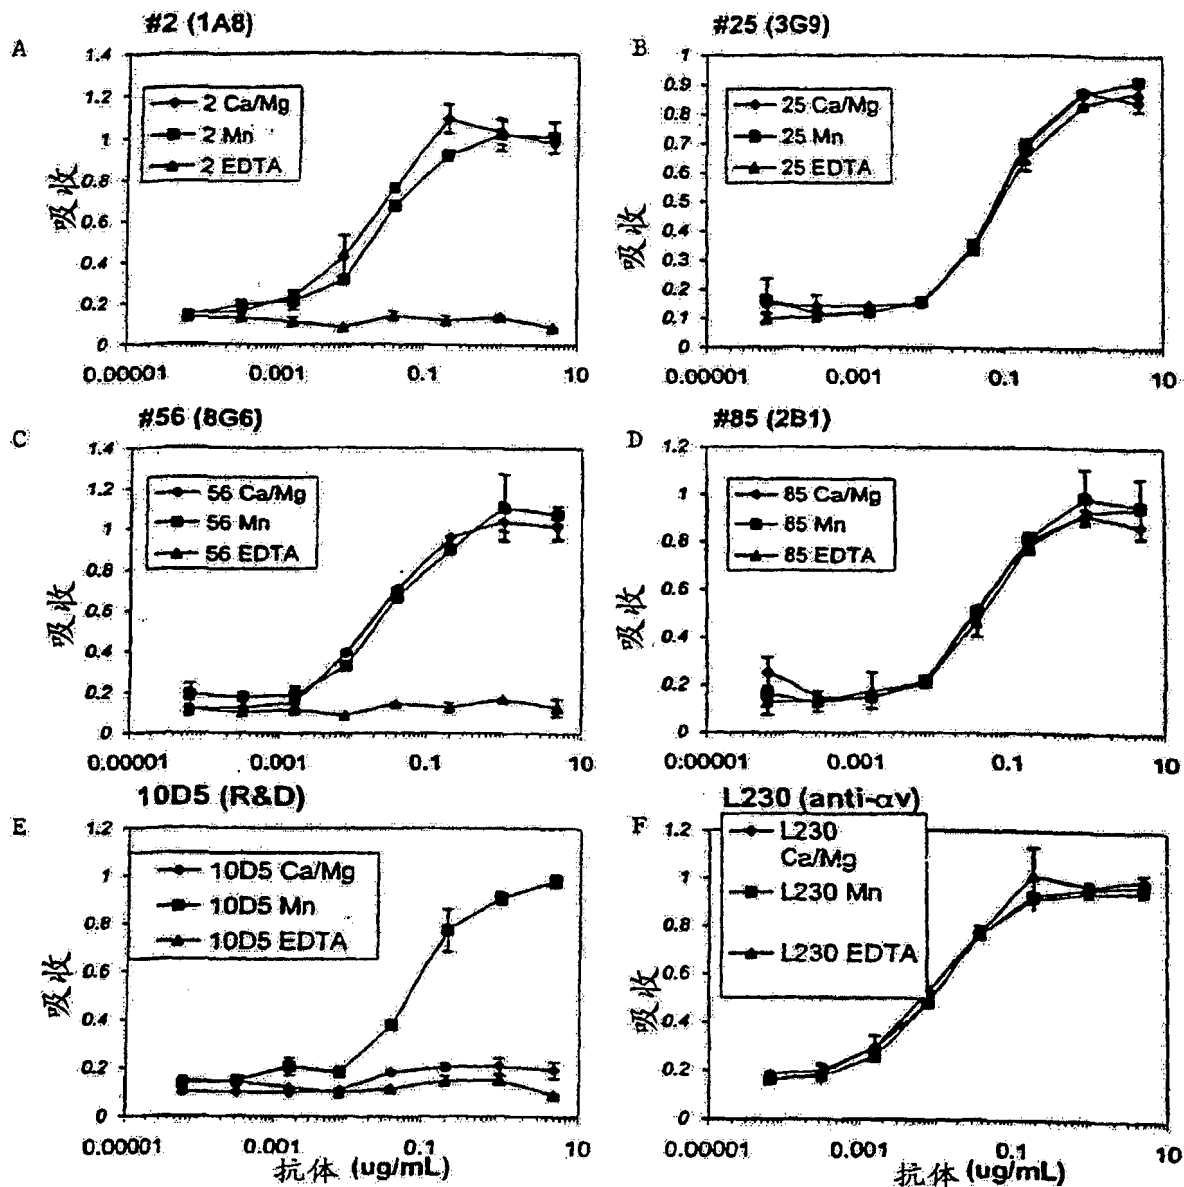 A
#2 (1A8)
1.4
1.2
1
0.8
0.6
0.4
0.2
0
2 Ca/Mg
2 Mn
2 EDTA
吸收
0.00001
0.001
0.1
10
B
#25 (3G9)
1
0.9
0.8
0.7
0.6
0.5
0.4
0.3
0.2
0.1
0
25 Ca/Mg
25 Mn
25 EDTA
吸收
0.00001
0.001
0.1
10
C
#56 (8G6)
1.4
1.2
1
0.8
0.6
0.4
0.2
0
56 Ca/Mg
56 Mn
56 EDTA
吸收
0.00001
0.001
0.1
10
D
#85 (2B1)
1.2
1
0.8
0.6
0.4
0.2
0
85 Ca/Mg
85 Mn
85 EDTA
吸收
0.00001
0.001
0.1
10
E
10D5 (R&D)
1.2
1
0.8
0.6
0.4
0.2
0
10D5 Ca/Mg
10D5 Mn
10D5 EDTA
吸收
0.00001
0.001
0.1
10
抗体 (ug/mL)
F
L230 (anti-αv)
1.2
1
0.8
0.6
0.4
0.2
0
L230
Ca/Mg
L230 Mn
L230 EDTA
吸收
0.00001
0.001
0.1
10
抗体 (ug/mL)